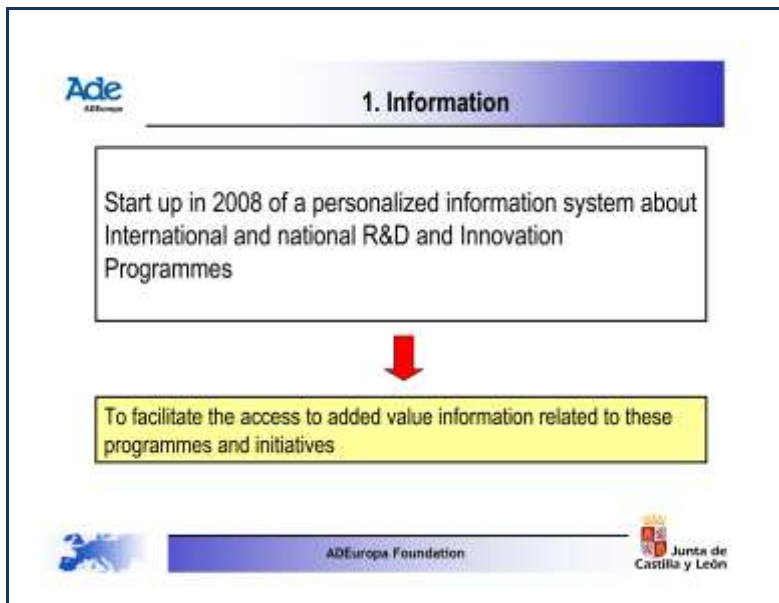 Ade
ADEuropa
1. Information
Start up in 2008 of a personalized information system about
International and national R&D and Innovation
Programmes
To facilitate the access to added value information related to these
programmes and initiatives
ADEuropa Foundation
Junta de
Castilla y León